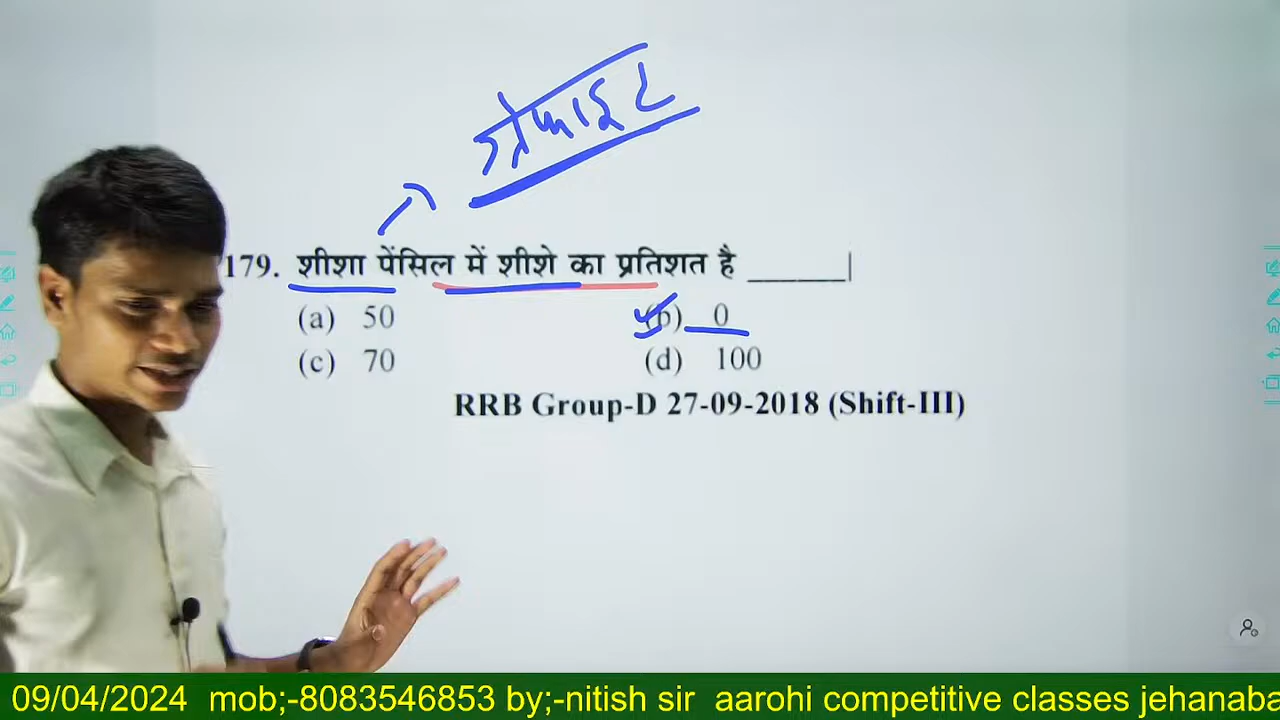 ग्रेफाइट
179. शीशा पेंसिल में शीशे का प्रतिशत है ______|
(a) 50 (b) 0
(c) 70 (d) 100
RRB Group-D 27-09-2018 (Shift-III)
09/04/2024 mob;-8083546853 by;-nitish sir aarohi competitive classes jehanaba